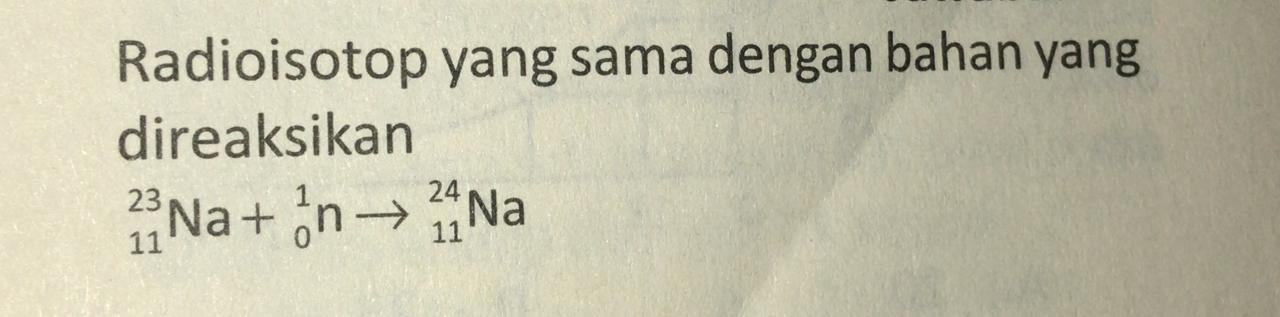 Radioisotop yang sama dengan bahan yang
direaksikan
²³₁₁Na + ¹₀n → ²⁴₁₁Na